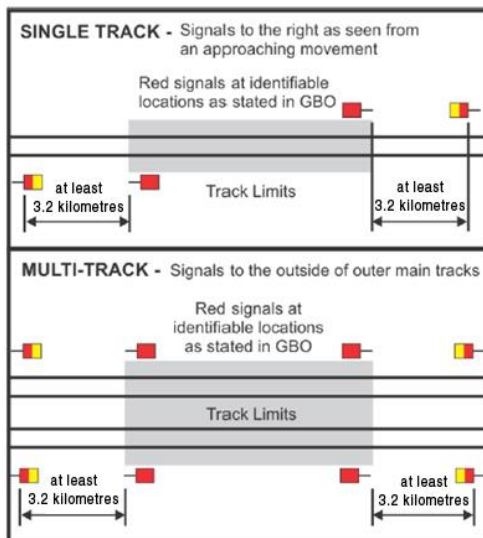 SINGLE TRACK - Signals to the right as seen from
an approaching movement
Red signals at identifiable
locations as stated in GBO
at least
3.2 kilometres
Track Limits
at least
3.2 kilometres
MULTI-TRACK - Signals to the outside of outer main tracks
Red signals at
identifiable locations
as stated in GBO
Track Limits
at least
3.2 kilometres
at least
3.2 kilometres